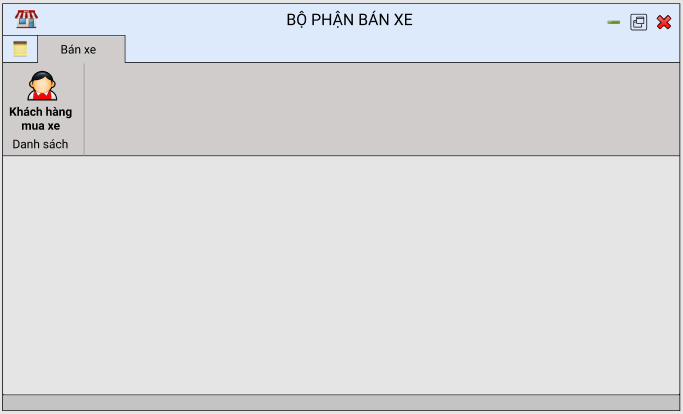 BỘ PHẬN BÁN XE
Bán xe
Khách hàng
mua xe
Danh sách